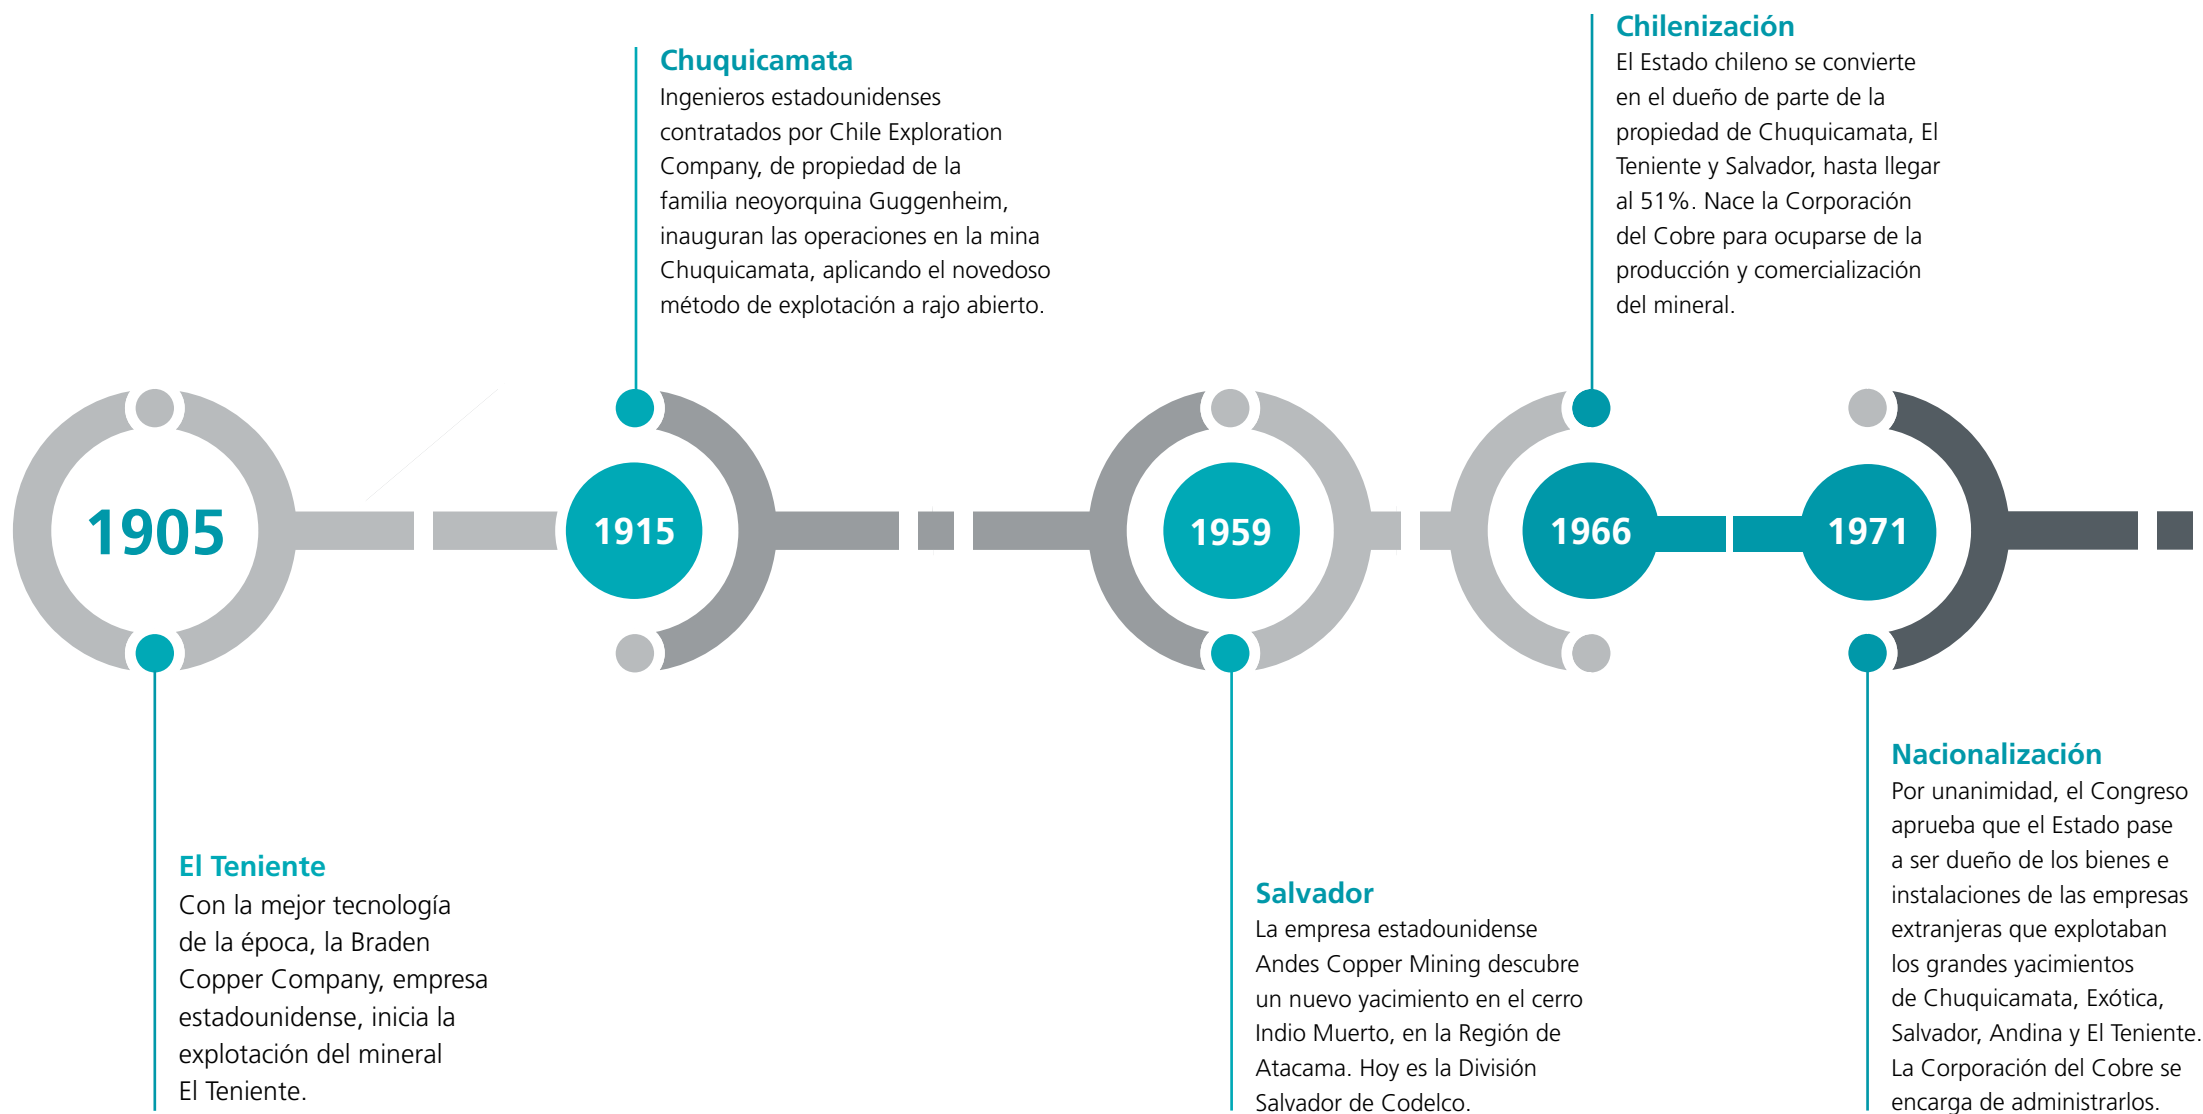 1905
El Teniente
Con la mejor tecnología
de la época, la Braden
Copper Company, empresa
estadounidense, inicia la
explotación del mineral
El Teniente.
Chuquicamata
Ingenieros estadounidenses
contratados por Chile Exploration
Company, de propiedad de la
familia neoyorquina Guggenheim,
inauguran las operaciones en la mina
Chuquicamata, aplicando el novedoso
método de explotación a rajo abierto.
1915
1959
Salvador
La empresa estadounidense
Andes Copper Mining descubre
un nuevo yacimiento en el cerro
Indio Muerto, en la Región de
Atacama. Hoy es la División
Salvador de Codelco.
Chilenización
El Estado chileno se convierte
en el dueño de parte de la
propiedad de Chuquicamata, El
Teniente y Salvador, hasta llegar
al 51%. Nace la Corporación
del Cobre para ocuparse de la
producción y comercialización
del mineral.
1966
1971
Nacionalización
Por unanimidad, el Congreso
aprueba que el Estado pase
a ser dueño de los bienes e
instalaciones de las empresas
extranjeras que explotaban
los grandes yacimientos
de Chuquicamata, Exótica,
Salvador, Andina y El Teniente.
La Corporación del Cobre se
encarga de administrarlos.